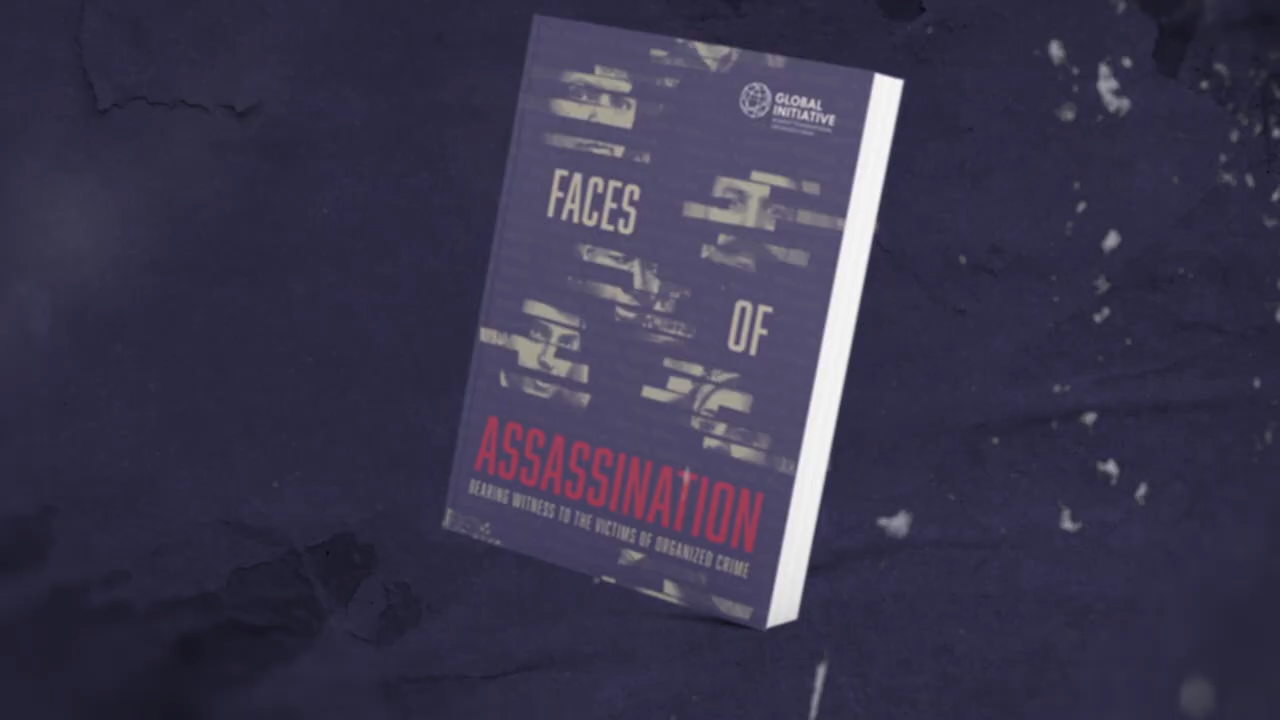 GLOBAL
INITIATIVE
FACES
OF
ASSASSINATION
BEARING WITNESS TO THE VICTIMS OF ORGANIZED CRIME